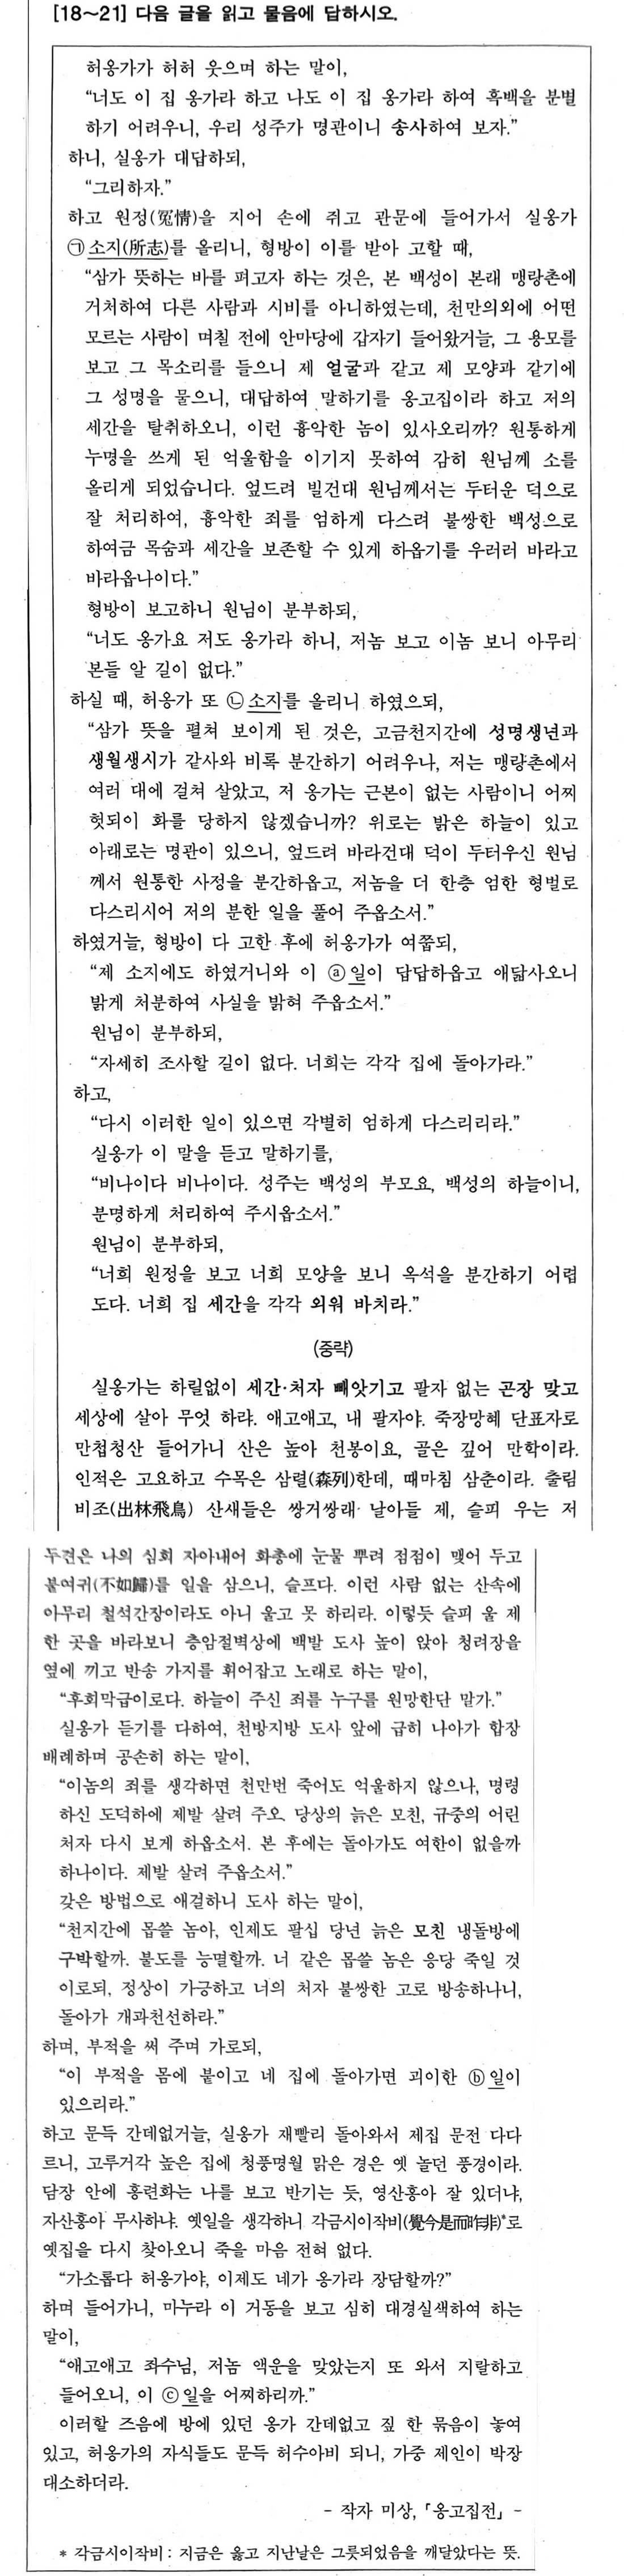 [18～21] 다음 글을 읽고 물음에 답하시오.
허옹가가 허허 웃으며 하는 말이,
“너도 이 집 옹가라 하고 나도 이 집 옹가라 하여 흑백을 분별
하기 어려우니, 우리 성주가 명관이니 송사하여 보자.”
하니, 실옹가 대답하되,
“그리하자.”
하고 원정(冤情)을 지어 손에 쥐고 관문에 들어가서 실옹가
㉠소지(所志)를 올리니, 형방이 이를 받아 고할 때,
“삼가 뜻하는 바를 펴고자 하는 것은, 본 백성이 본래 맹랑촌에
거처하여 다른 사람과 시비를 아니하였는데, 천만의외에 어떤
모르는 사람이 며칠 전에 안마당에 갑자기 들어왔거늘, 그 용모를
보고 그 목소리를 들으니 제 얼굴과 같고 제 모양과 같기에
그 성명을 물으니, 대답하여 말하기를 옹고집이라 하고 저의
세간을 탈취하오니, 이런 흉악한 놈이 있사오리까? 원통하게
누명을 쓰게 된 억울함을 이기지 못하여 감히 원님께 소를
올리게 되었습니다. 엎드려 빌건대 원님께서는 두터운 덕으로
잘 처리하여, 흉악한 죄를 엄하게 다스려 불쌍한 백성으로
하여금 목숨과 세간을 보존할 수 있게 하옵기를 우러러 바라고
바라옵나이다.”
형방이 보고하니 원님이 분부하되,
“너도 옹가요 저도 옹가라 하니, 저놈 보고 이놈 보니 아무리
본들 알 길이 없다.”
하실 때, 허옹가 또 ㉡소지를 올리니 하였으되,
“삼가 뜻을 펼쳐 보이게 된 것은, 고금천지간에 성명생년과
생월생시가 같사와 비록 분간하기 어려우나, 저는 맹랑촌에서
여러 대에 걸쳐 살았고, 저 옹가는 근본이 없는 사람이니 어찌
헛되이 화를 당하지 않겠습니까? 위로는 밝은 하늘이 있고
아래로는 명관이 있으니, 엎드려 바라건대 덕이 두터우신 원님
께서 원통한 사정을 분간하옵고, 저놈을 더 한층 엄한 형벌로
다스리시어 저의 분한 일을 풀어 주옵소서.”
하였거늘, 형방이 다 고한 후에 허옹가가 여쭙되,
“제 소지에도 하였거니와 이 ⓐ일이 답답하옵고 애닯사오니
밝게 처분하여 사실을 밝혀 주옵소서.”
원님이 분부하되,
“자세히 조사할 길이 없다. 너희는 각각 집에 돌아가라.”
하고,
“다시 이러한 일이 있으면 각별히 엄하게 다스리리라.”
실옹가 이 말을 듣고 말하기를,
“비나이다 비나이다. 성주는 백성의 부모요, 백성의 하늘이니,
분명하게 처리하여 주시옵소서.”
원님이 분부하되,
“너희 원정을 보고 너희 모양을 보니 옥석을 분간하기 어렵
도다. 너희 집 세간을 각각 외워 바치라.”
(중략)
실옹가는 하릴없이 세간·처자 빼앗기고 팔자 없는 곤장 맞고
세상에 살아 무엇 하랴. 애고애고, 내 팔자야. 죽장망혜 단표자로
만첩청산 들어가니 산은 높아 천봉이요, 골은 깊어 만학이라.
인적은 고요하고 수목은 삼렬(森列)한데, 때마침 삼춘이라. 출림
비조(出林飛鳥) 산새들은 쌍거쌍래 날아들 제, 슬피 우는 저
두견은 나의 심회 자아내어 화총에 눈물 뿌려 점점이 맺어 두고
불여귀(不如歸)를 일을 삼으니, 슬프다. 이런 사람 없는 산속에
아무리 철석간장이라도 아니 울고 못 하리라. 이렇듯 슬피 울 제
한 곳을 바라보니 층암절벽상에 백발 도사 높이 앉아 청려장을
옆에 끼고 반송 가지를 휘어잡고 노래로 하는 말이,
“후회막급이로다. 하늘이 주신 죄를 누구를 원망한단 말가.”
실옹가 듣기를 다하여, 천방지방 도사 앞에 급히 나아가 합장
배례하며 공손히 하는 말이,
“이놈의 죄를 생각하면 천만번 죽어도 억울하지 않으나, 명령
하신 도덕하에 제발 살려 주오. 당상의 늙은 모친, 규중의 어린
처자 다시 보게 하옵소서. 본 후에는 돌아가도 여한이 없을까
하나이다. 제발 살려 주옵소서.”
갖은 방법으로 애걸하니 도사 하는 말이,
“천지간에 몹쓸 놈아, 인제도 팔십 당년 늙은 모친 냉돌방에
구박할까. 불도를 능멸할까. 너 같은 몹쓸 놈은 응당 죽일 것
이로되, 정상이 가긍하고 너의 처자 불쌍한 고로 방송하나니,
돌아가 개과천선하라.”
하며, 부적을 써 주며 가로되,
“이 부적을 몸에 붙이고 네 집에 돌아가면 괴이한 ⓑ일이
있으리라.”
하고 문득 간데없거늘, 실옹가 재빨리 돌아와서 제집 문전 다다
르니, 고루거각 높은 집에 청풍명월 맑은 경은 옛 놀던 풍경이라.
담장 안에 홍련화는 나를 보고 반기는 듯, 영산홍아 잘 있더냐,
자산홍아 무사하냐. 옛일을 생각하니 각금시이작비(覺今是而昨非)*로
옛집을 다시 찾아오니 죽을 마음 전혀 없다.
“가소롭다 허옹가야, 이제도 네가 옹가라 장담할까?”
하며 들어가니, 마누라 이 거동을 보고 심히 대경실색하여 하는
말이,
“애고애고 좌수님, 저놈 액운을 맞았는지 또 와서 지랄하고
들어오니, 이 ⓒ일을 어찌하리까.”
이러할 즈음에 방에 있던 옹가 간데없고 짚 한 묶음이 놓여
있고, 허옹가의 자식들도 문득 허수아비 되니, 가중 제인이 박장
대소하더라.
- 작자 미상, 「옹고집전」 -
* 각금시이작비 : 지금은 옳고 지난날은 그릇되었음을 깨달았다는 뜻.